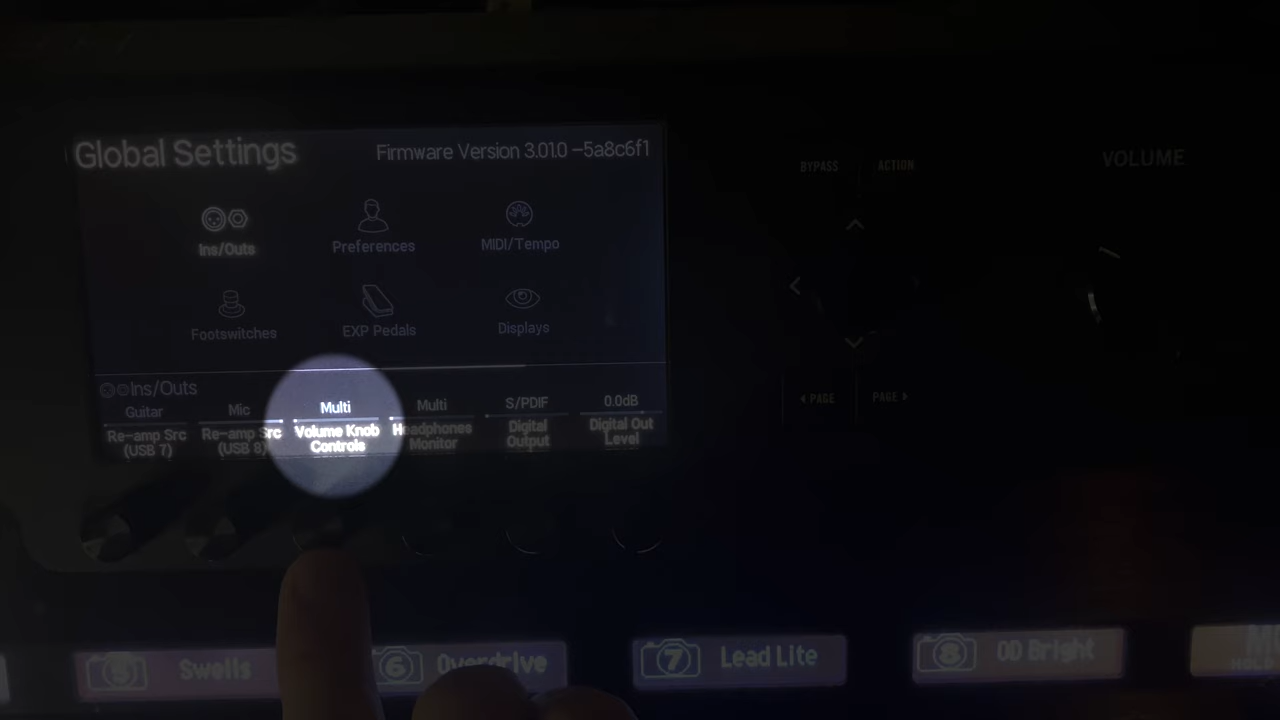 Global Settings
Firmware Version 3.01.0 –5a8c6f1
BYPASS
ACTION
VOLUME
Ins/Outs
Preferences
MIDI/Tempo
Footswitches
EXP Pedals
Displays
Ins/Outs
Guitar
Mic
Multi
Multi
S/PDIF
0.0dB
Re-amp Src
(USB 7)
Re-amp Src
(USB 8)
Volume Knob
Controls
Headphones
Monitor
Digital
Output
Digital Out
Level
PAGE
PAGE
5 Swells
6 Overdrive
7 Lead Lite
8 OD Bright